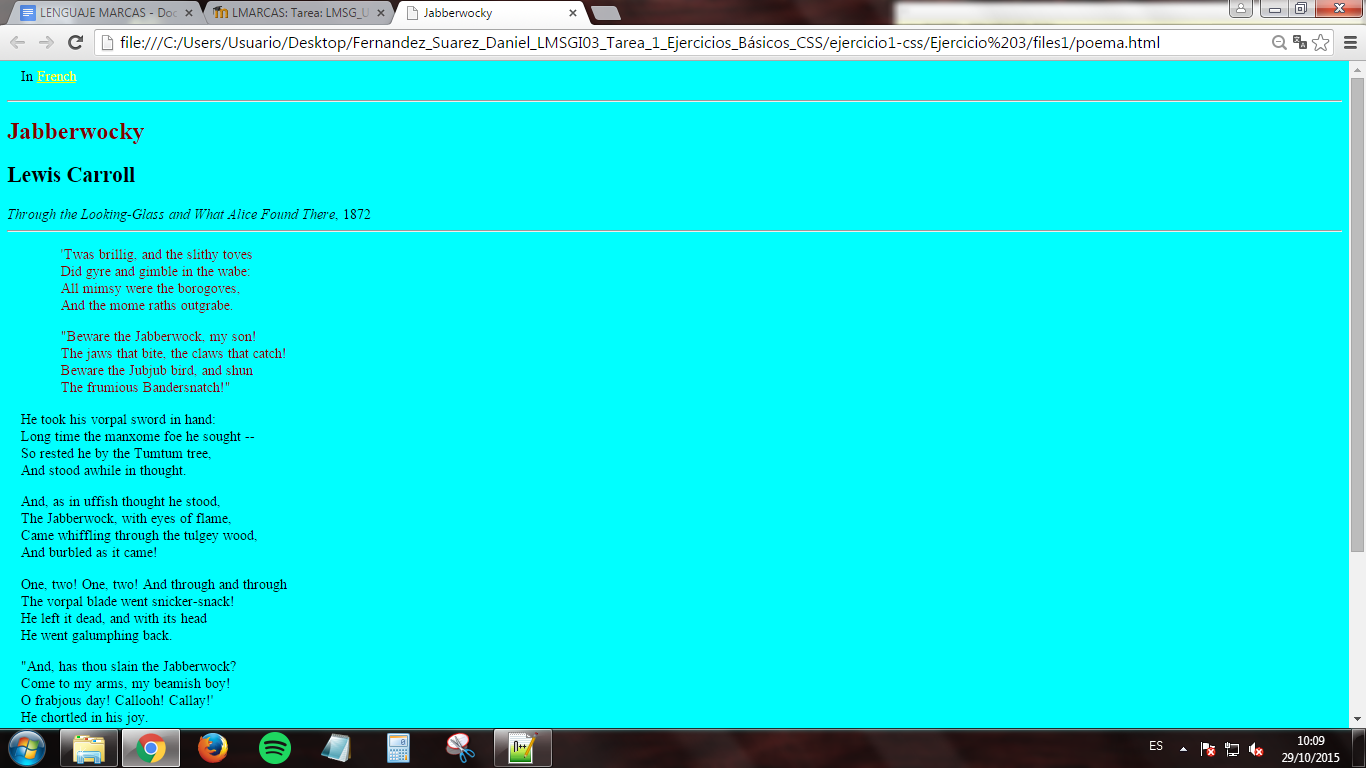 LENGUAJE MARCAS - Doc
LMARCAS: Tarea: LMSG_U
Jabberwocky
file:///C:/Users/Usuario/Desktop/Fernandez_Suarez_Daniel_LMSGI03_Tarea_1_Ejercicios_Básicos_CSS/ejercicio1-css/Ejercicio%203/files1/poema.html
In French
Jabberwocky
Lewis Carroll
Through the Looking-Glass and What Alice Found There, 1872
'Twas brillig, and the slithy toves
Did gyre and gimble in the wabe:
All mimsy were the borogoves,
And the mome raths outgrabe.
"Beware the Jabberwock, my son!
The jaws that bite, the claws that catch!
Beware the Jubjub bird, and shun
The frumious Bandersnatch!"
He took his vorpal sword in hand:
Long time the manxome foe he sought --
So rested he by the Tumtum tree,
And stood awhile in thought.
And, as in uffish thought he stood,
The Jabberwock, with eyes of flame,
Came whiffling through the tulgey wood,
And burbled as it came!
One, two! One, two! And through and through
The vorpal blade went snicker-snack!
He left it dead, and with its head
He went galumphing back.
"And, has thou slain the Jabberwock?
Come to my arms, my beamish boy!
O frabjous day! Callooh! Callay!'
He chortled in his joy.
ES
10:09
29/10/2015